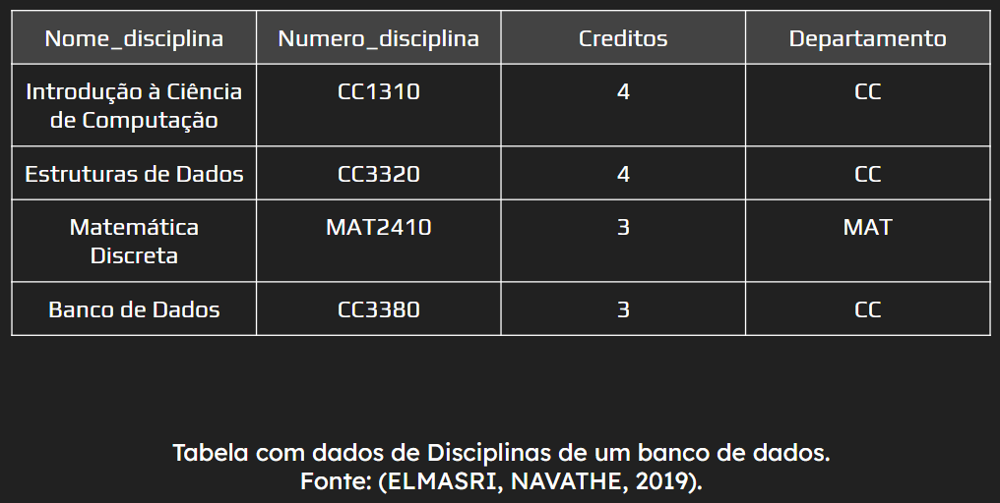 Nome_disciplina Numero_disciplina Creditos Departamento
Introdução à Ciência CC1310 4 CC
de Computação
Estruturas de Dados CC3320 4 CC
Matemática MAT2410 3 MAT
Discreta
Banco de Dados CC3380 3 CC
Tabela com dados de Disciplinas de um banco de dados.
Fonte: (ELMASRI, NAVATHE, 2019).